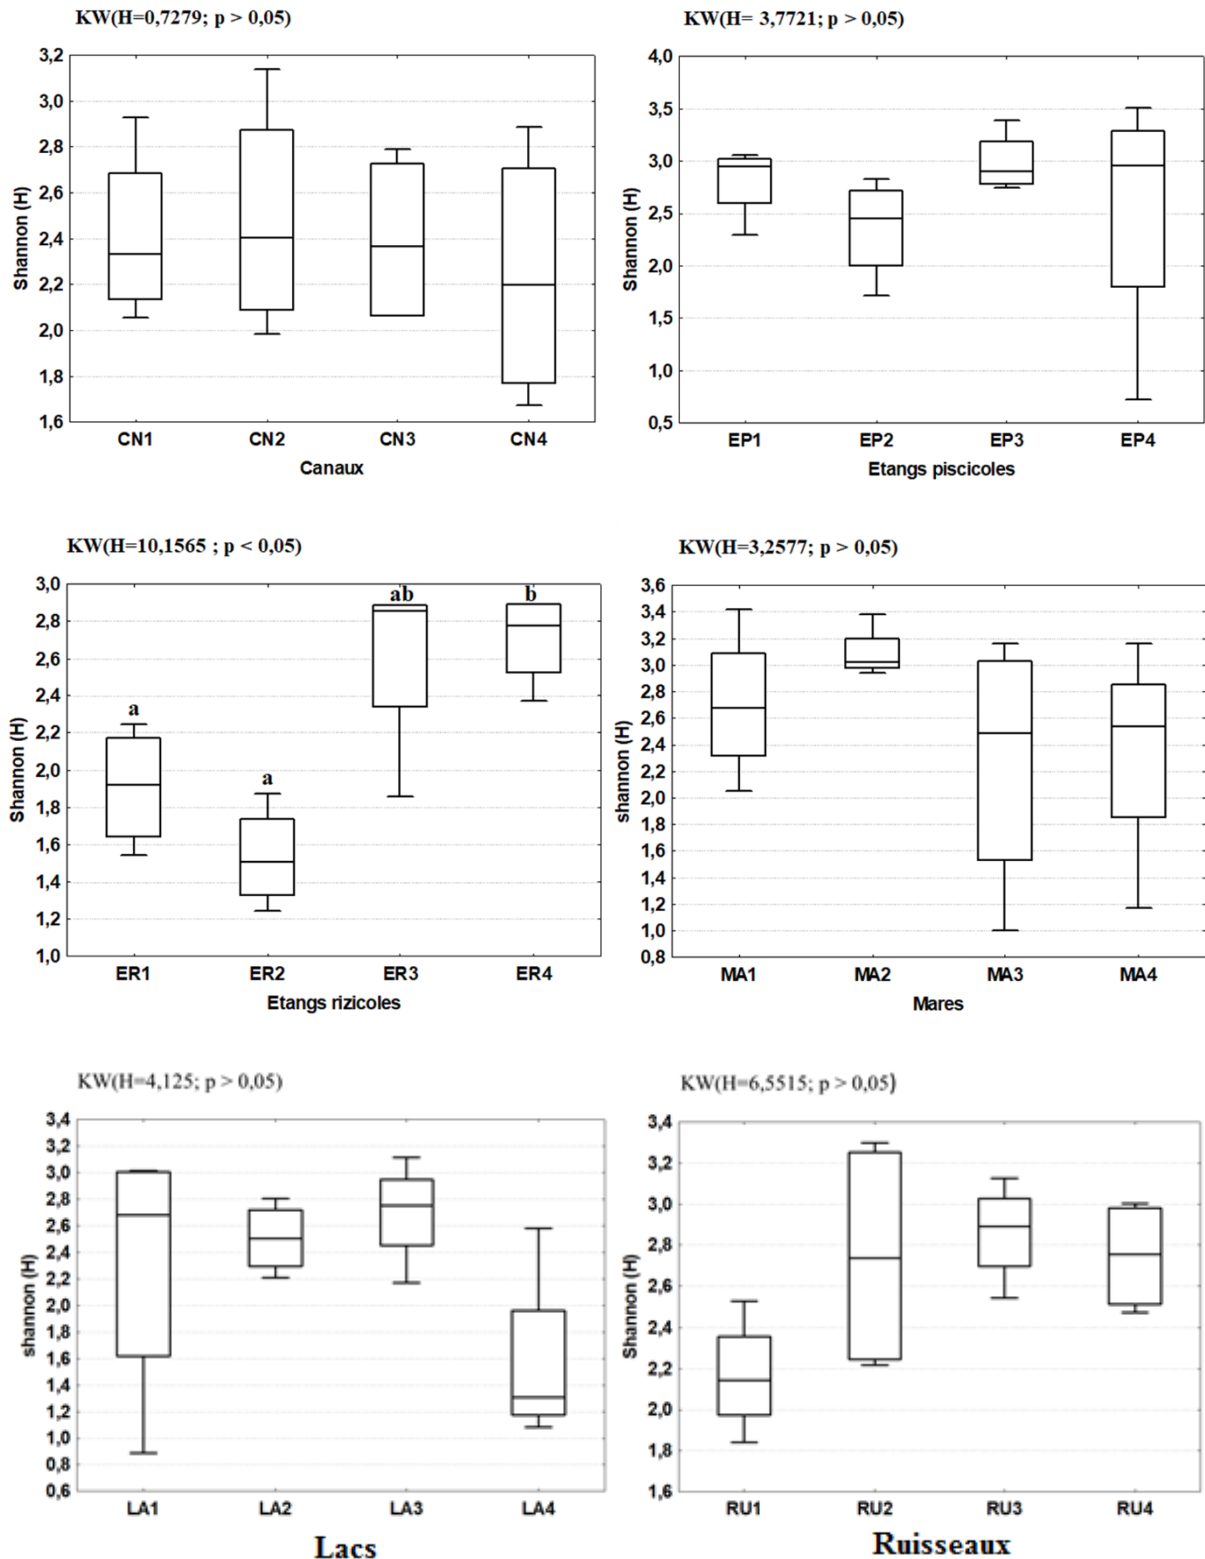 KW(H=0,7279; p > 0,05)
3,2
3,0
2,8
2,6
2,4
2,2
2,0
1,8
1,6
Shannon (H)
CN1 CN2 CN3 CN4
Canaux
KW(H= 3,7721; p > 0,05)
4,0
3,5
3,0
2,5
2,0
1,5
1,0
0,5
Shannon (H)
EP1 EP2 EP3 EP4
Etangs piscicoles
KW(H=10,1565 ; p < 0,05)
3,0
2,8
2,6
2,4
2,2
2,0
1,8
1,6
1,4
1,2
1,0
Shannon (H)
a a ab b
ER1 ER2 ER3 ER4
Etangs rizicoles
KW(H=3,2577; p > 0,05)
3,6
3,4
3,2
3,0
2,8
2,6
2,4
2,2
2,0
1,8
1,6
1,4
1,2
1,0
0,8
shannon (H)
MA1 MA2 MA3 MA4
Mares
KW(H=4,125; p > 0,05)
3,4
3,2
3,0
2,8
2,6
2,4
2,2
2,0
1,8
1,6
1,4
1,2
1,0
0,8
0,6
shannon (H)
LA1 LA2 LA3 LA4
Lacs
KW(H=6,5515; p > 0,05)
3,4
3,2
3,0
2,8
2,6
2,4
2,2
2,0
1,8
1,6
Shannon (H)
RU1 RU2 RU3 RU4
Ruisseaux